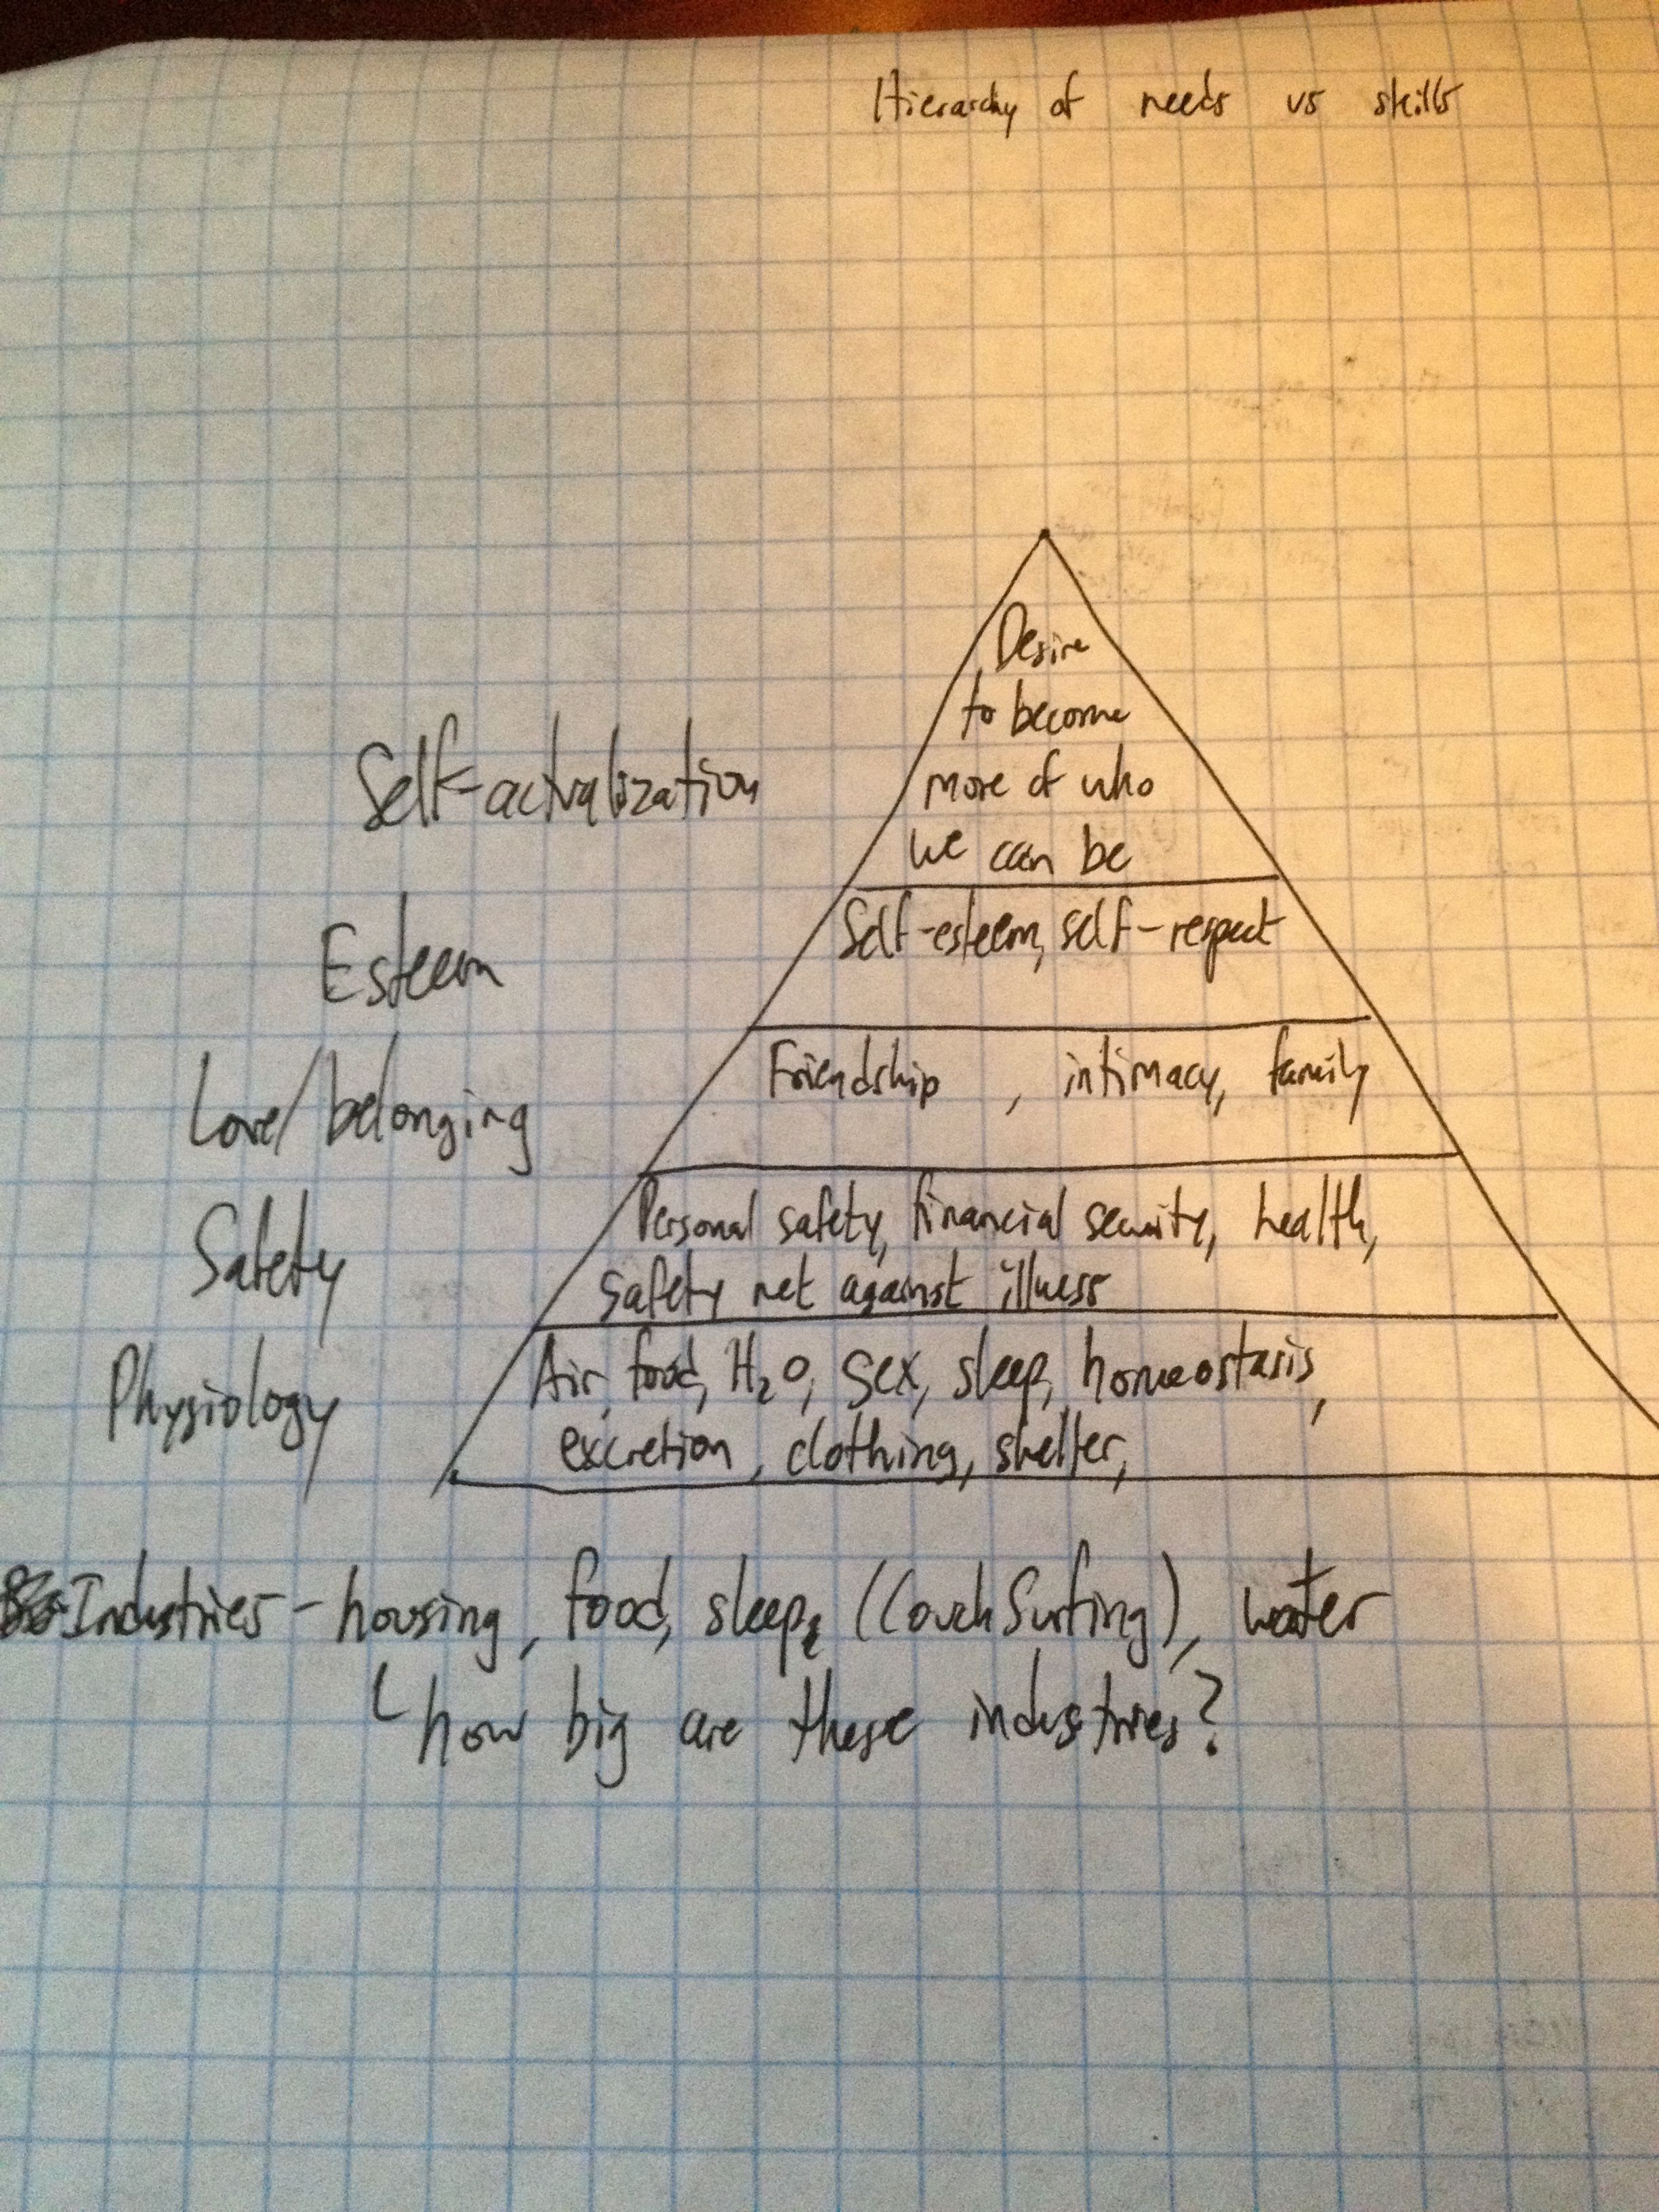 Hierarchy of needs vs skills
Desire
to become
more of who
we can be
Self-actualization
Self-esteem, self-respect
Esteem
Friendship , intimacy, family
Love/belonging
Personal safety, financial security, health,
safety net against illness
Safety
Air, food, H₂O, sex, sleep, homeostasis,
excretion, clothing, shelter,
Physiology
Industries - housing, food, sleep, (CouchSurfing), water
how big are these industries?